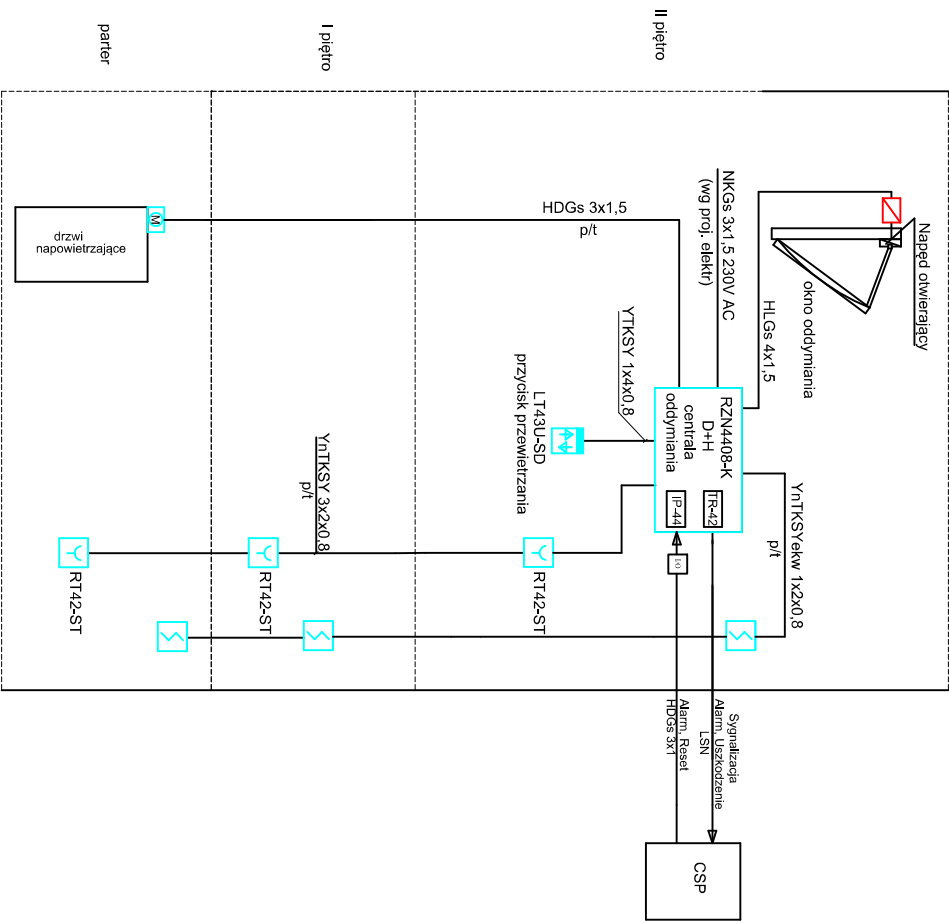 II piętro
I piętro
parter
Napęd otwierający
okno oddymiania
HLGs 4x1,5
NKGs 3x1,5 230V AC
(wg proj. elektr)
HDGs 3x1,5
p/t
M
drzwi
napowietrzające
YTKSY 1x4x0,8
LT43U-SD
przycisk przewietrzania
RZN4408-K
D+H
centrala
oddymiania
TR-42
IP-44
YnTKSYekw 1x2x0,8
p/t
YnTKSY 3x2x0,8
p/t
RT42-ST
RT42-ST
RT42-ST
Sygnalizacja
Alarm, Uszkodzenie
LSN
Alarm, Reset
HDGs 3x1
CSP